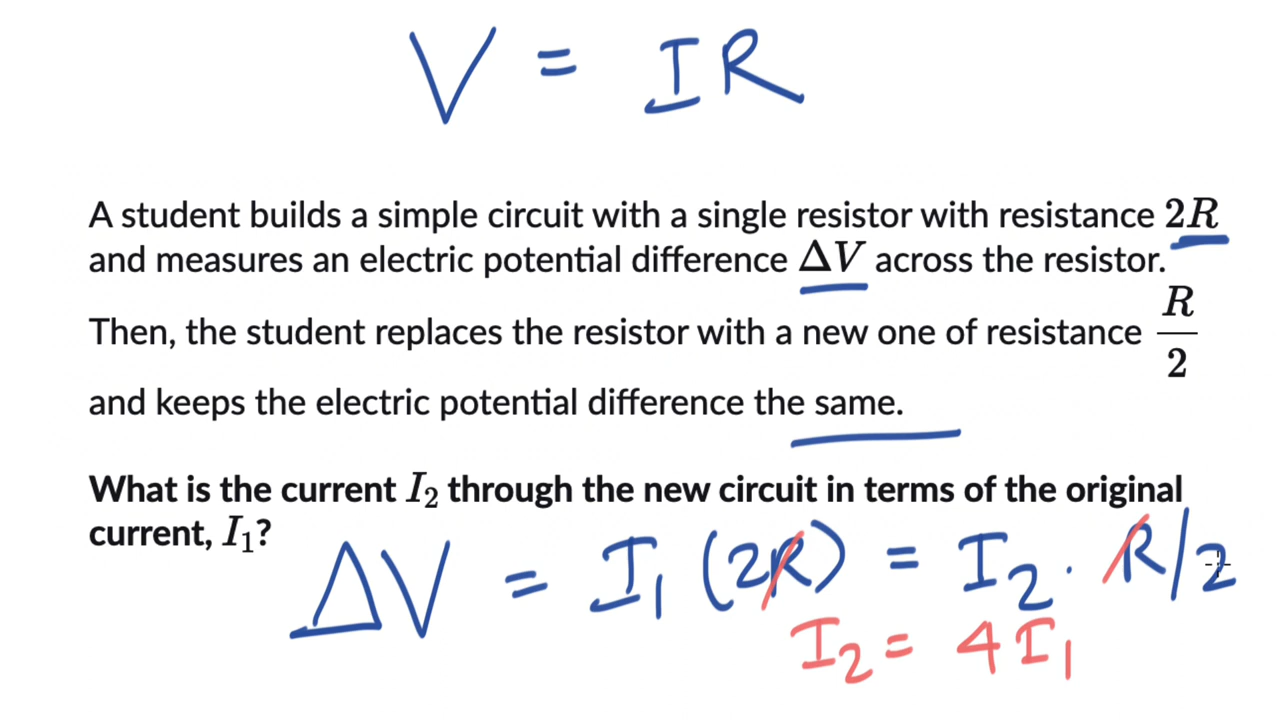 V = IR
A student builds a simple circuit with a single resistor with resistance 2R
and measures an electric potential difference ΔV across the resistor.
Then, the student replaces the resistor with a new one of resistance R/2
and keeps the electric potential difference the same.
What is the current I₂ through the new circuit in terms of the original
current, I₁?
ΔV = I₁ (2R) = I₂ · R/2
I₂ = 4 I₁